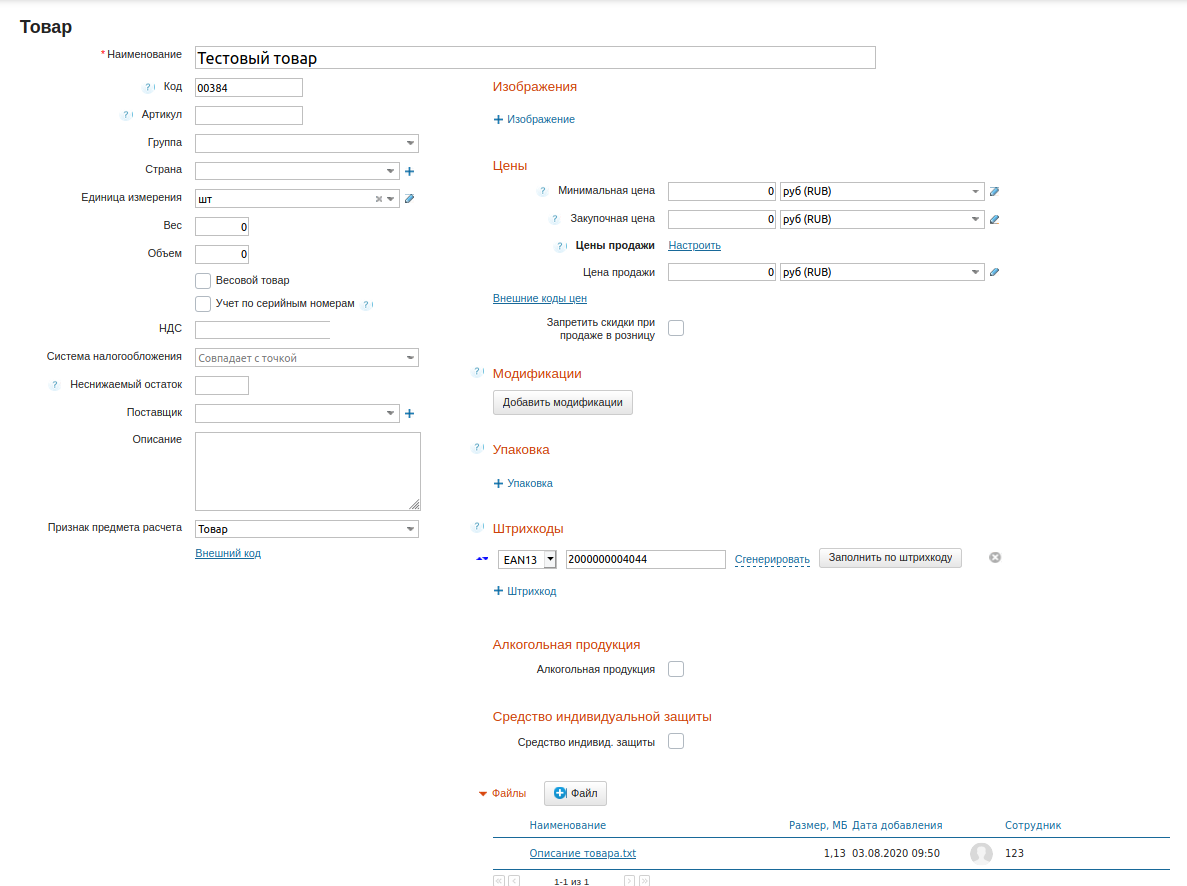 Товар
* Наименование Тестовый товар
? Код 00384
? Артикул
Группа
Страна
Единица измерения шт
Вес 0
Объем 0
Весовой товар
Учет по серийным номерам ?
НДС
Система налогообложения Совпадает с точкой
? Неснижаемый остаток
Поставщик
Описание
Признак предмета расчета Товар
Внешний код
Изображения
+ Изображение
Цены
? Минимальная цена 0 руб (RUB)
? Закупочная цена 0 руб (RUB)
? Цены продажи Настроить
Цена продажи 0 руб (RUB)
Внешние коды цен
Запретить скидки при
продаже в розницу
? Модификации
Добавить модификации
? Упаковка
+ Упаковка
? Штрихкоды
EAN13 2000000004044 Сгенерировать Заполнить по штрихкоду
+ Штрихкод
Алкогольная продукция
Алкогольная продукция
Средство индивидуальной защиты
Средство индивид. защиты
Файлы Файл
Наименование Размер, МБ Дата добавления Сотрудник
Описание товара.txt 1,13 03.08.2020 09:50 123
1-1 из 1